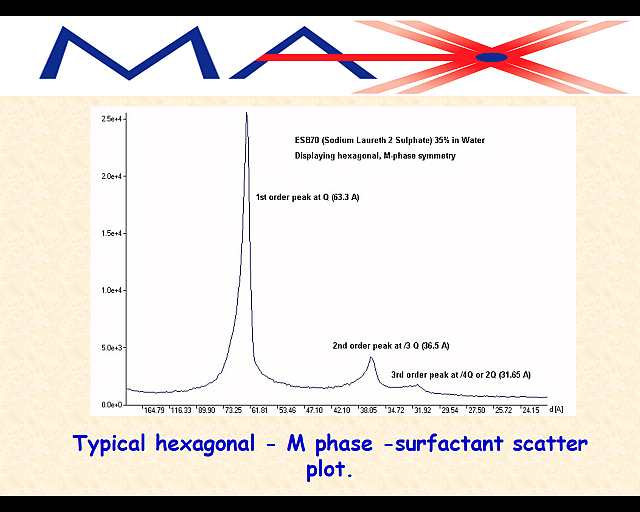 MAX
ESB70 (Sodium Laureth 2 Sulphate) 35% in Water
Displaying hexagonal, M-phase symmetry
2.5e+4
1st order peak at Q (63.3 A)
2.0e+4
1.5e+4
1.0e+4
2nd order peak at /3 Q (36.5 A)
5.0e+3
3rd order peak at /4Q or 2Q (31.65 A)
0.0e+0
164.79 116.33 89.90 73.25 61.81 53.46 47.10 42.10 38.05 34.72 31.92 29.54 27.50 25.72 24.15 d [A]
Typical hexagonal - M phase -surfactant scatter
plot.